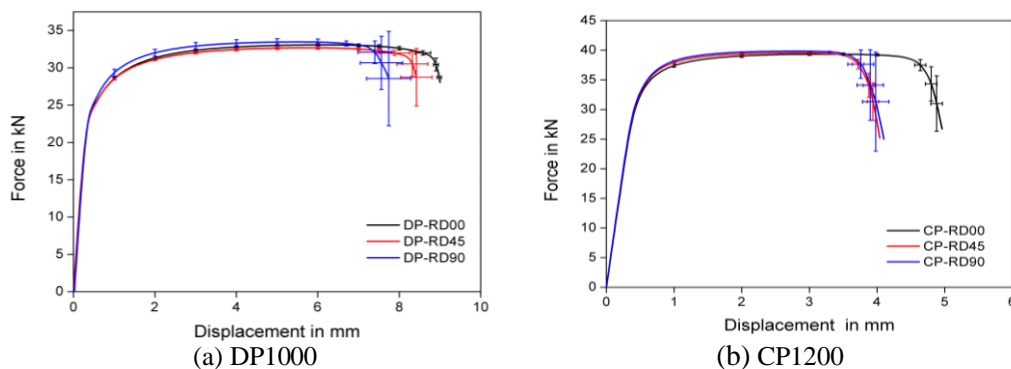 Force in kN
35
30
25
20
15
10
5
0
DP-RD00
DP-RD45
DP-RD90
0 2 4 6 8 10
Displacement in mm
(a) DP1000
Force in kN
45
40
35
30
25
20
15
10
5
0
CP-RD00
CP-RD45
CP-RD90
0 1 2 3 4 5 6
Displacement in mm
(b) CP1200